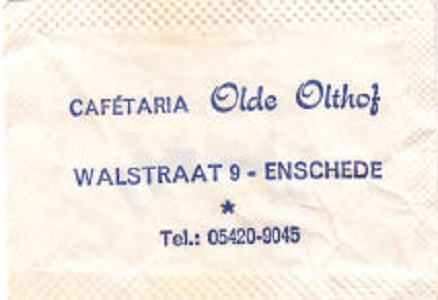 CAFÉTARIA Olde Olthof
WALSTRAAT 9 - ENSCHEDE
*
Tel.: 05420-9045